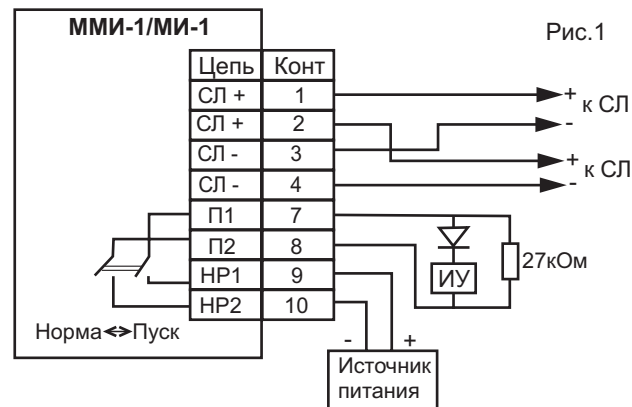 ММИ-1/МИ-1
Рис.1
Цепь Конт
СЛ + 1
СЛ + 2
СЛ - 3
СЛ - 4
П1 7
П2 8
НР1 9
НР2 10
+ к СЛ
-
+ к СЛ
-
ИУ
27кОм
Норма<->Пуск
- +
Источник
питания